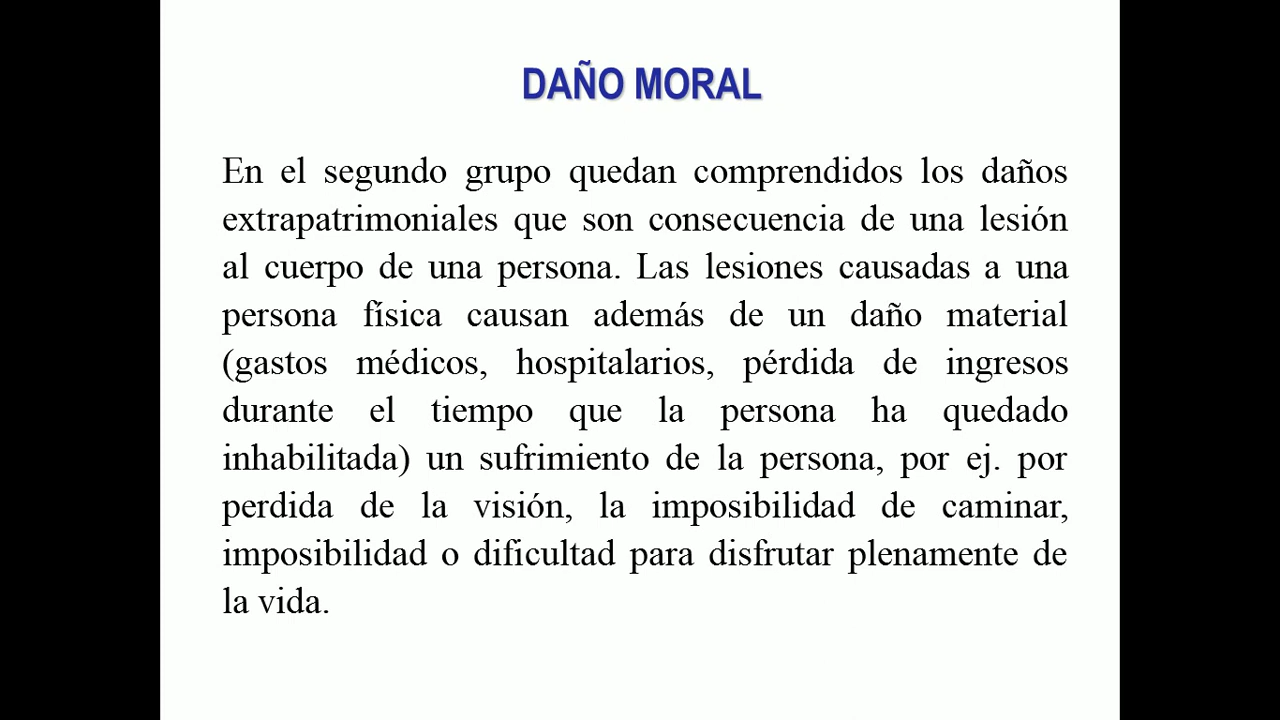 DAÑO MORAL
En el segundo grupo quedan comprendidos los daños
extrapatrimoniales que son consecuencia de una lesión
al cuerpo de una persona. Las lesiones causadas a una
persona física causan además de un daño material
(gastos médicos, hospitalarios, pérdida de ingresos
durante el tiempo que la persona ha quedado
inhabilitada) un sufrimiento de la persona, por ej. por
perdida de la visión, la imposibilidad de caminar,
imposibilidad o dificultad para disfrutar plenamente de
la vida.